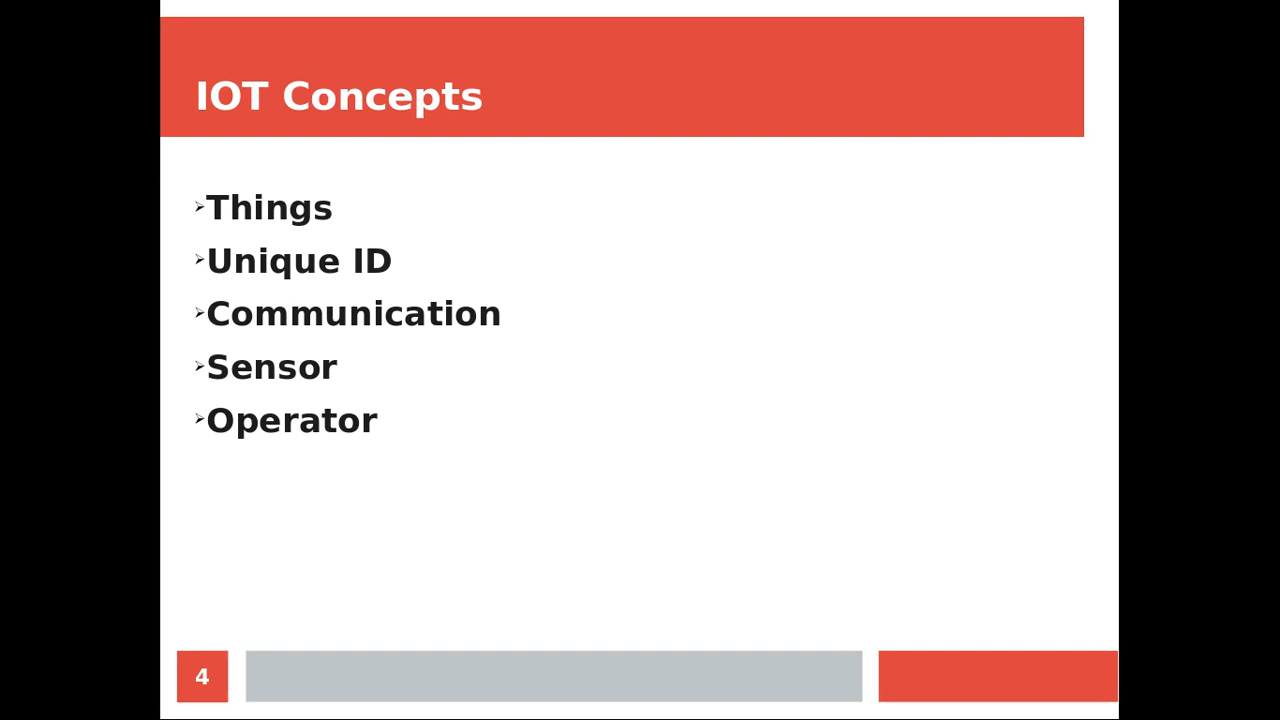 IOT Concepts
➢Things
➢Unique ID
➢Communication
➢Sensor
➢Operator
4